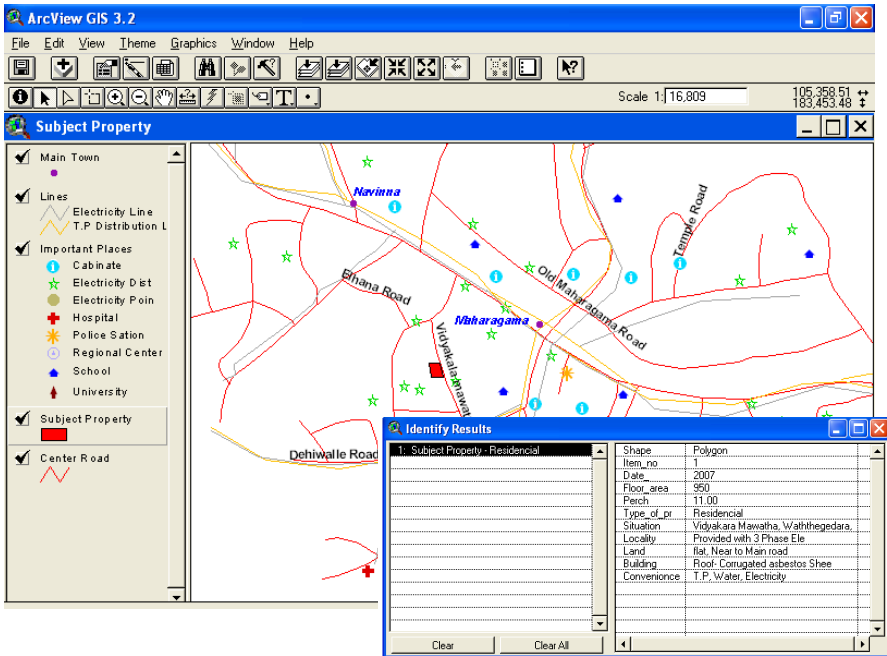 ArcView GIS 3.2
File Edit View Theme Graphics Window Help
Scale 1: 16,809
105,358.51
183,453.48
Subject Property
Main Town
Lines
Electricity Line
T.P Distribution L
Important Places
Cabinate
Electricity Dist
Electricity Poin
Hospital
Police Sation
Regional Center
School
University
Subject Property
Center Road
Navinna
Temple Road
Elhana Road
Old Maharagama Road
Maharagama
Vidyakala mawat
Dehiwalle Road
Identify Results
1: Subject Property - Residencial
Shape Polygon
Item_no 1
Date_ 2007
Floor_area 950
Perch 11.00
Type_of_pr Residencial
Situation Vidyakara Mawatha, Waththegedara,
Locality Provided with 3 Phase Ele
Land flat, Near to Main road
Building Roof- Corrugated asbestos Shee
Convenionce T.P, Water, Electricity
Clear Clear All